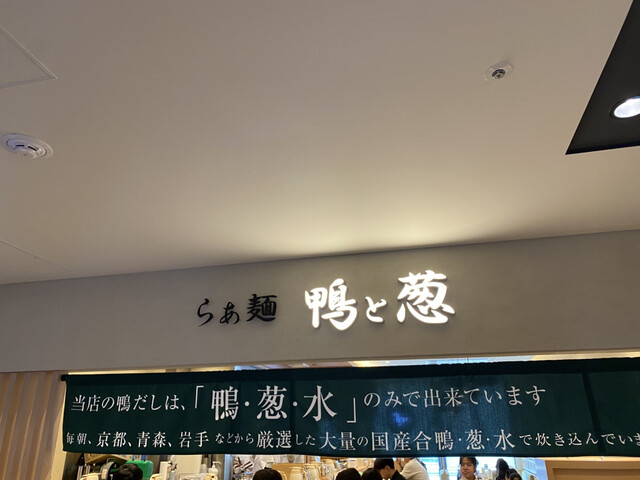 らぁ麺 鴨と葱
当店の鴨だしは、「鴨・葱・水」のみで出来ています
毎朝、京都、青森、岩手などから厳選した大量の国産合鴨・葱・水で炊き込んでいま